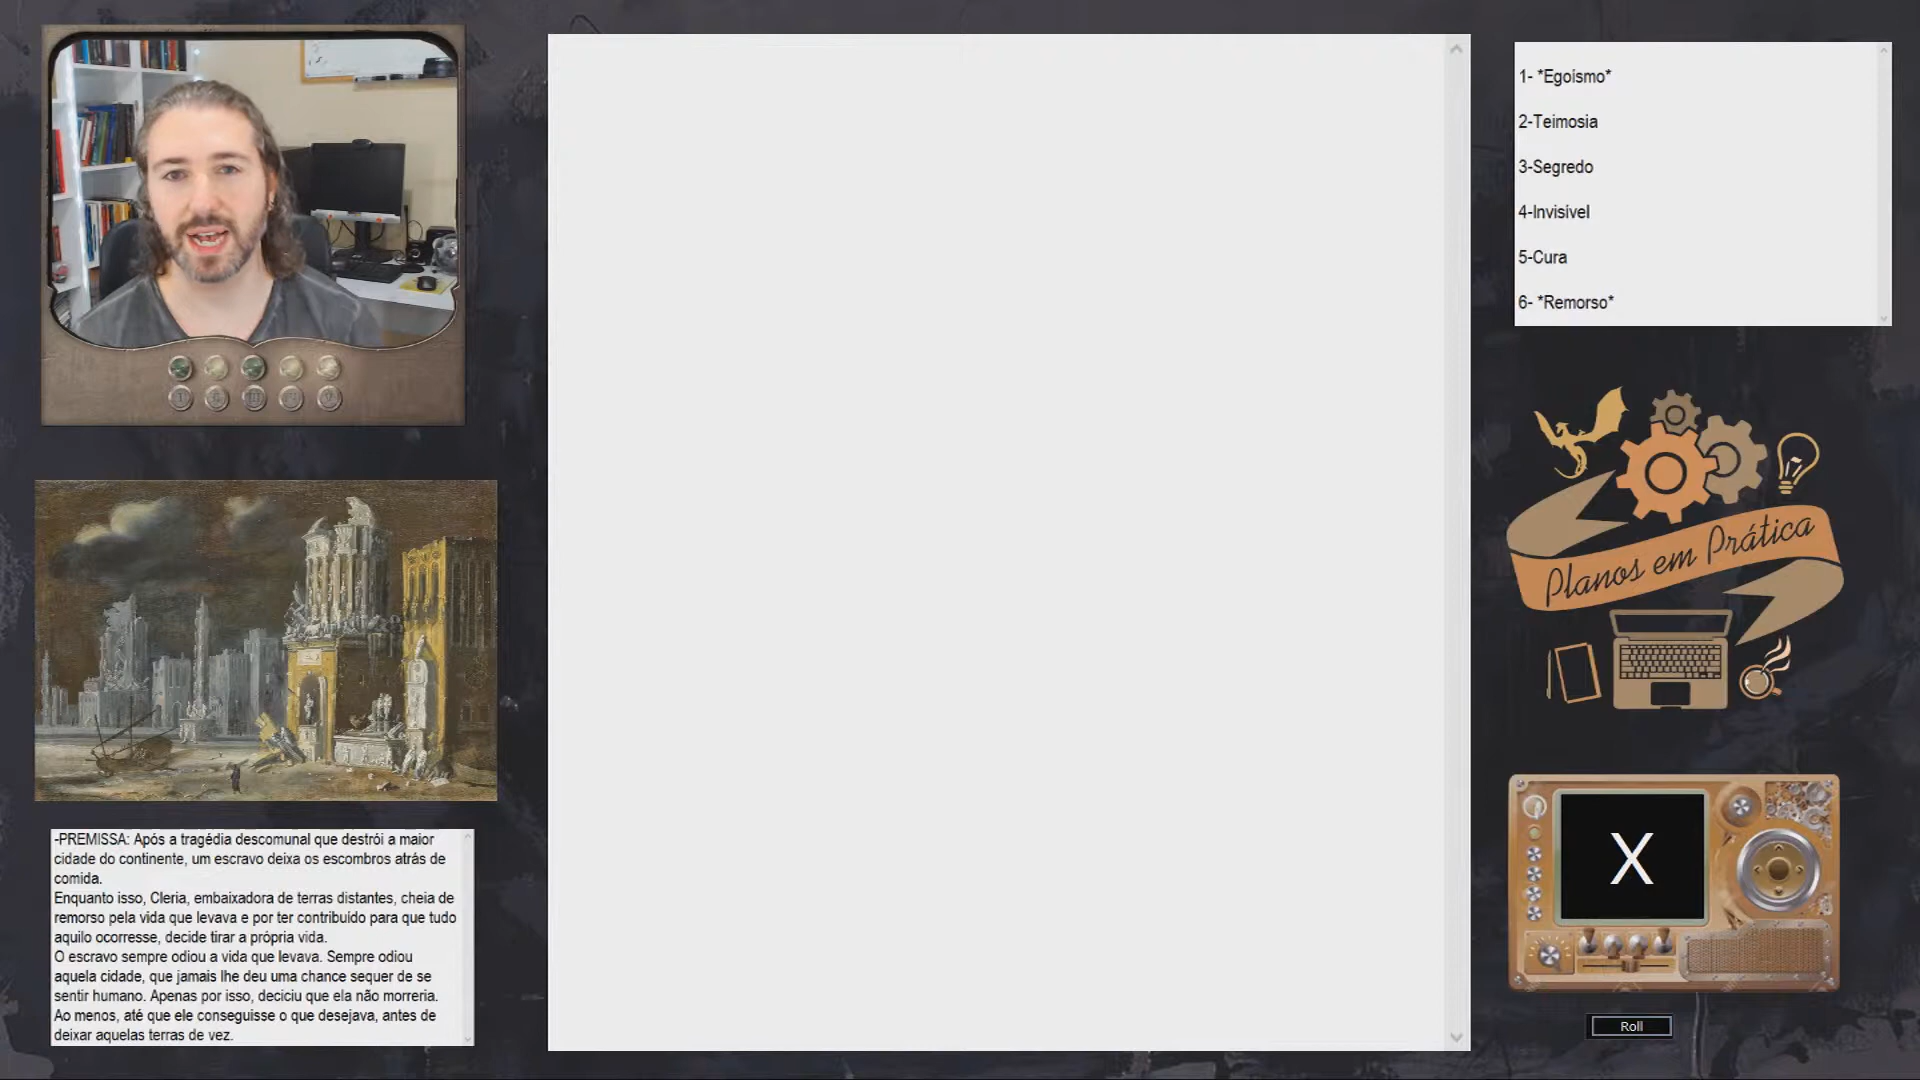 1- *Egoismo*
2-Teimosia
3-Segredo
4-Invisivel
5-Cura
6- *Remorso*
Planos em Prática
-PREMISSA: Após a tragédia descomunal que destrói a maior
cidade do continente, um escravo deixa os escombros atrás de
comida.
Enquanto isso, Cleria, embaixadora de terras distantes, cheia de
remorso pela vida que levava e por ter contribuído para que tudo
aquilo ocorresse, decide tirar a própria vida.
O escravo sempre odiou a vida que levava. Sempre odiou
aquela cidade, que jamais lhe deu uma chance sequer de se
sentir humano. Apenas por isso, deciciu que ela não morreria.
Ao menos, até que ele conseguisse o que desejava, antes de
deixar aquelas terras de vez.
X
Roll